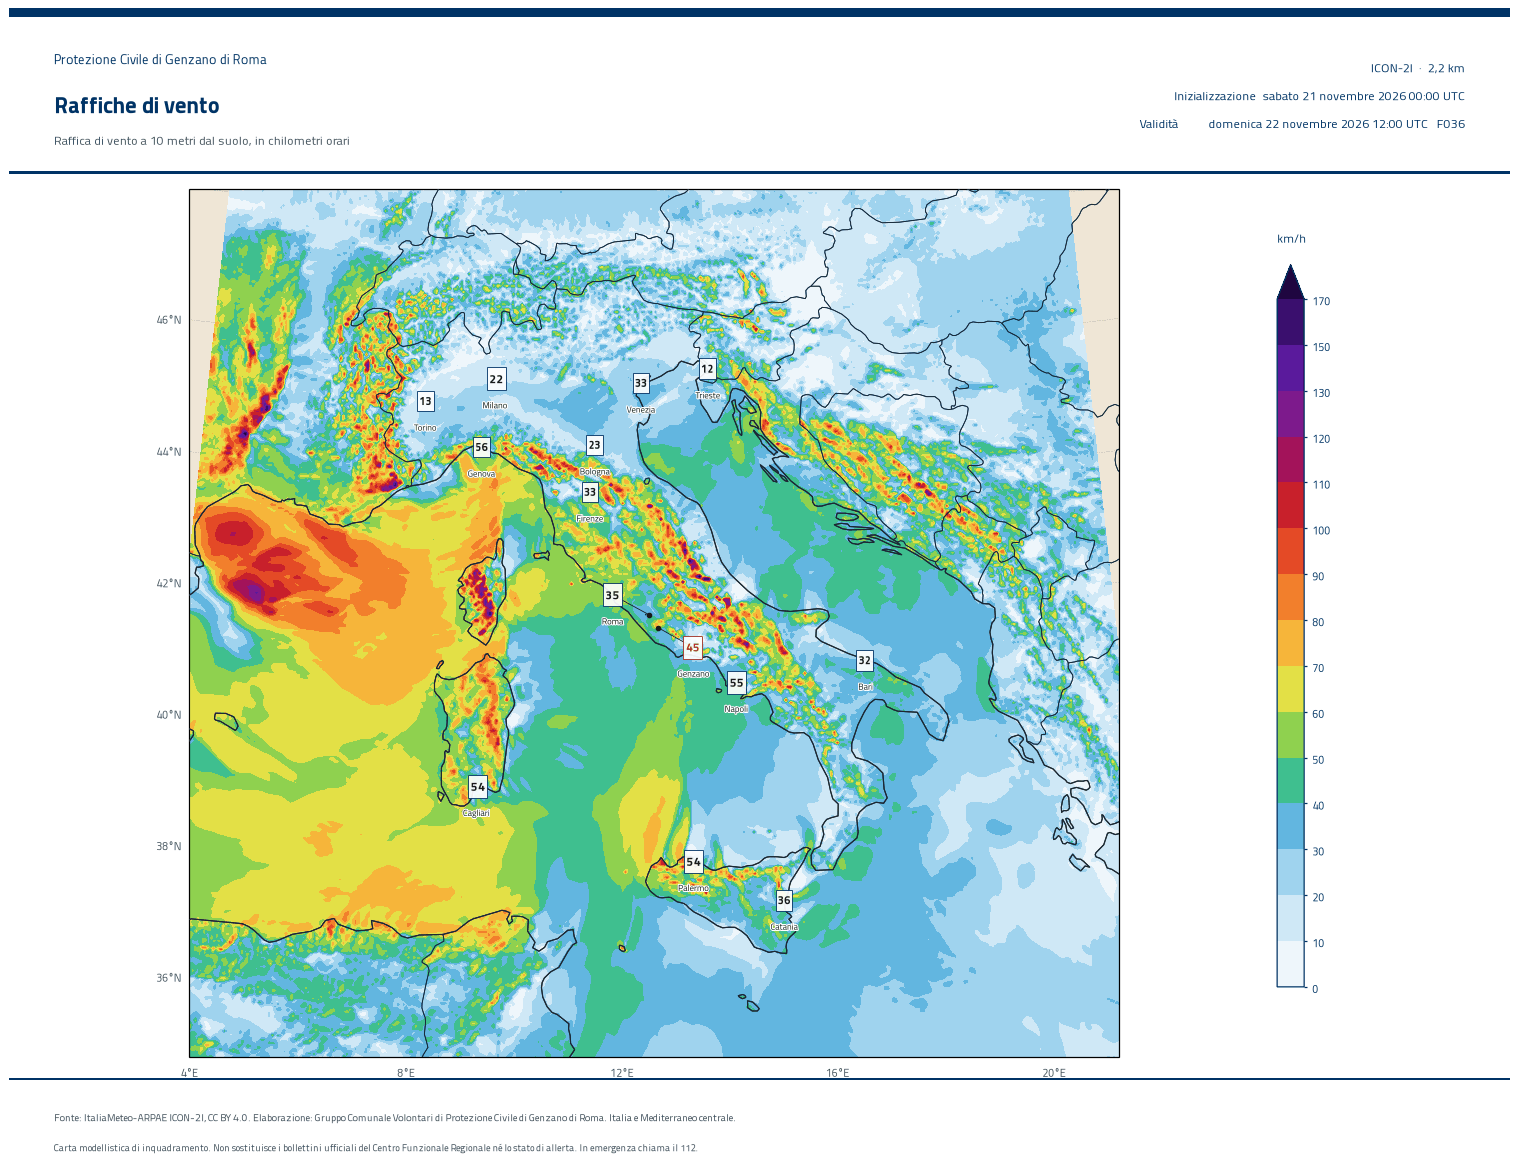 Protezione Civile di Genzano di Roma
Raffiche di vento
Raffica di vento a 10 metri dal suolo, in chilometri orari
ICON-2I · 2,2 km
Inizializzazione sabato 21 novembre 2026 00:00 UTC
Validità domenica 22 novembre 2026 12:00 UTC F036
km/h
170
150
130
120
110
100
90
80
70
60
50
40
30
20
10
0
46°N
44°N
42°N
40°N
38°N
36°N
4°E
8°E
12°E
16°E
20°E
12
Trieste
22
Milano
33
Venezia
13
Torino
56
Genova
23
Bologna
33
Firenze
35
Roma
45
Genzano
55
Napoli
32
Bari
54
Cagliari
54
Palermo
36
Catania
Fonte: ItaliaMeteo-ARPAE ICON-2I, CC BY 4.0. Elaborazione: Gruppo Comunale Volontari di Protezione Civile di Genzano di Roma. Italia e Mediterraneo centrale.
Carta modellistica di inquadramento. Non sostituisce i bollettini ufficiali del Centro Funzionale Regionale né lo stato di allerta. In emergenza chiama il 112.